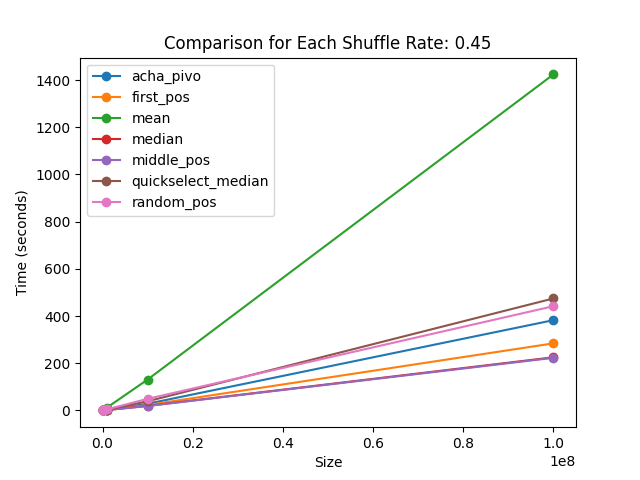 Comparison for Each Shuffle Rate: 0.45
acha_pivo
first_pos
mean
median
middle_pos
quickselect_median
random_pos
Time (seconds)
1400
1200
1000
800
600
400
200
0
0.0 0.2 0.4 0.6 0.8 1.0
1e8
Size